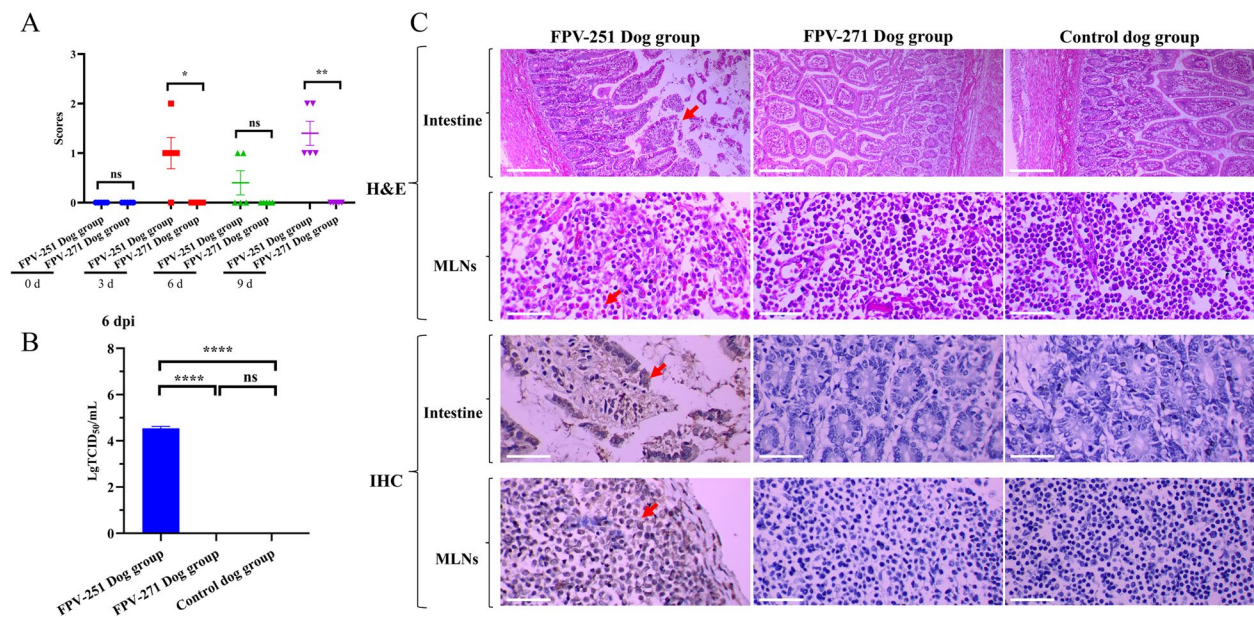 A
3
2
1
0
Scores
ns
*
ns
**
FPV-251 Dog group
FPV-271 Dog group
FPV-251 Dog group
FPV-271 Dog group
FPV-251 Dog group
FPV-271 Dog group
FPV-251 Dog group
FPV-271 Dog group
0 d
3 d
6 d
9 d
B
6 dpi
8
6
4
2
0
LgTCID50/mL
****
****
ns
FPV-251 Dog group
FPV-271 Dog group
Control dog group
C
FPV-251 Dog group
FPV-271 Dog group
Control dog group
H&E
Intestine
MLNs
IHC
Intestine
MLNs